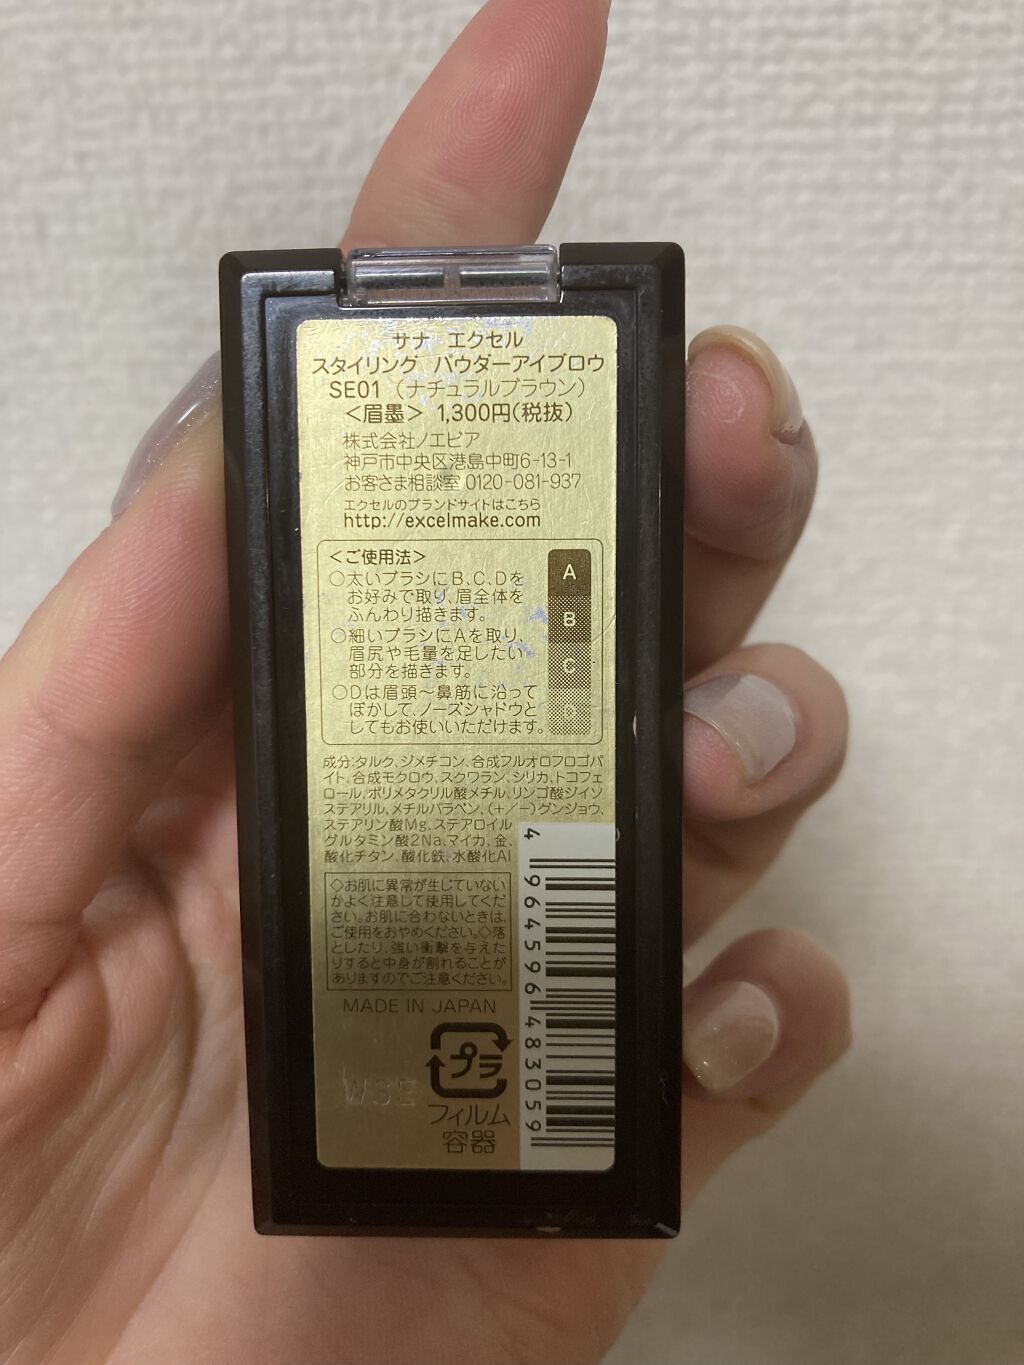 サナ エクセル
スタイリング パウダーアイブロウ
SE01（ナチュラルブラウン）
＜眉墨＞ 1,300円(税抜)
株式会社ノエビア
神戸市中央区港島中町6-13-1
お客さま相談室 0120-081-937
エクセルのブランドサイトはこちら
http://excelmake.com
＜ご使用法＞
○太いブラシにB、C、Dを
お好みで取り、眉全体を
ふんわり描きます。
○細いブラシにAを取り、
眉尻や毛量を足したい
部分を描きます。
○Dは眉頭～鼻筋に沿って
ぼかして、ノーズシャドウと
してもお使いいただけます。
A
B
C
D
成分:タルク、ジメチコン、合成フルオロフロゴパ
イト、合成モクロウ、スクワラン、シリカ、トコフェ
ロール、ポリメタクリル酸メチル、リンゴ酸ジイソ
ステアリル、メチルパラベン、(+/−)グンジョウ、
ステアリン酸Mg、ステアロイル
グルタミン酸2Na、マイカ、金、
酸化チタン、酸化鉄、水酸化Al
◇お肌に異常が生じていない
かよく注意して使用してくだ
さい。お肌に合わないときは、
ご使用をおやめください。◇落
としたり、強い衝撃を与えた
りすると中身が割れることが
ありますのでご注意ください。
MADE IN JAPAN
プラ
フィルム
容器
W3E
4964596483059